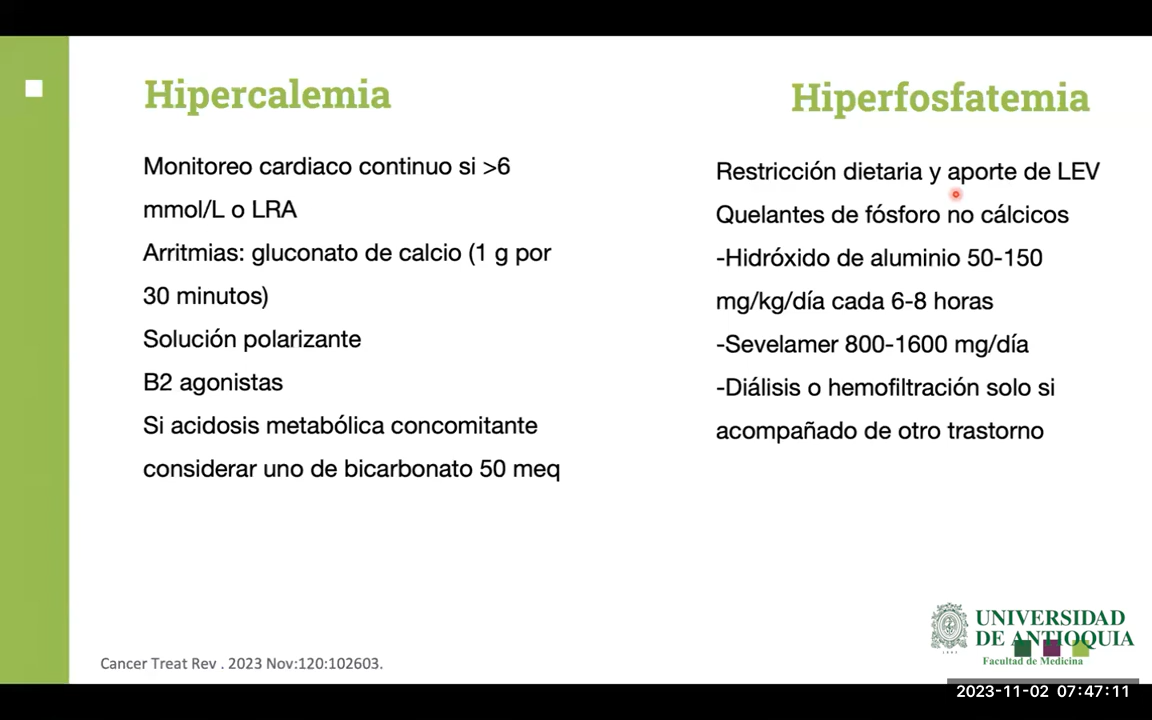 Hipercalemia
Monitoreo cardiaco continuo si >6
mmol/L o LRA
Arritmias: gluconato de calcio (1 g por
30 minutos)
Solución polarizante
B2 agonistas
Si acidosis metabólica concomitante
considerar uno de bicarbonato 50 meq
Hiperfosfatemia
Restricción dietaria y aporte de LEV
Quelantes de fósforo no cálcicos
-Hidróxido de aluminio 50-150
mg/kg/día cada 6-8 horas
-Sevelamer 800-1600 mg/día
-Diálisis o hemofiltración solo si
acompañado de otro trastorno
Cancer Treat Rev . 2023 Nov:120:102603.
UNIVERSIDAD
DE ANTIOQUIA
Facultad de Medicina
2023-11-02 07:47:11